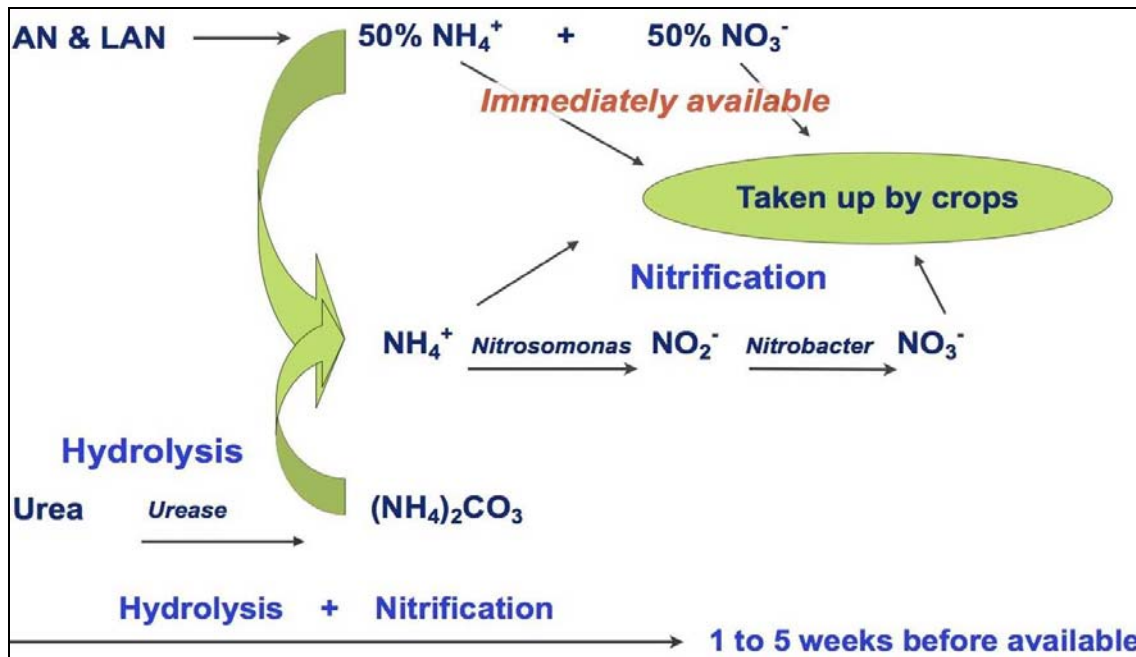 AN & LAN 50% NH₄⁺ + 50% NO₃⁻
Immediately available
Taken up by crops
Nitrification
NH₄⁺ Nitrosomonas NO₂⁻ Nitrobacter NO₃⁻
Hydrolysis
Urea Urease (NH₄)₂CO₃
Hydrolysis + Nitrification
1 to 5 weeks before available